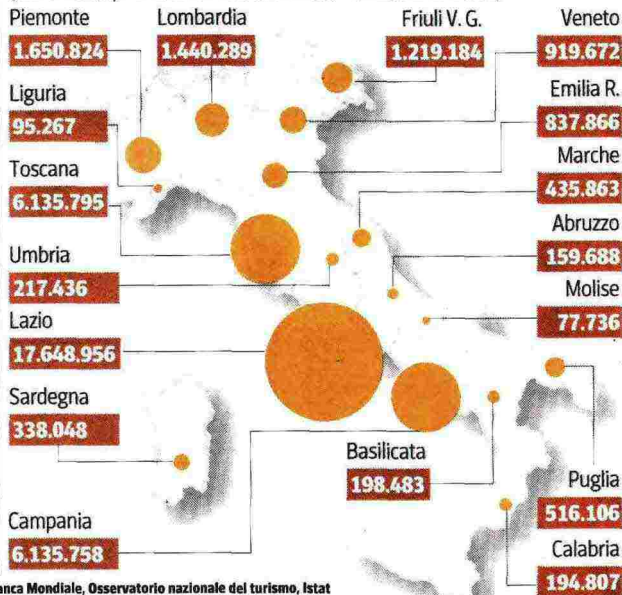 Piemonte
1.650.824
Lombardia
1.440.289
Friuli V. G.
1.219.184
Veneto
919.672
Liguria
95.267
Emilia R.
837.866
Toscana
6.135.795
Marche
435.863
Umbria
217.436
Abruzzo
159.688
Lazio
17.648.956
Molise
77.736
Sardegna
338.048
Basilicata
198.483
Puglia
516.106
Campania
6.135.758
Calabria
194.807
anca Mondiale, Osservatorio nazionale del turismo, Istat